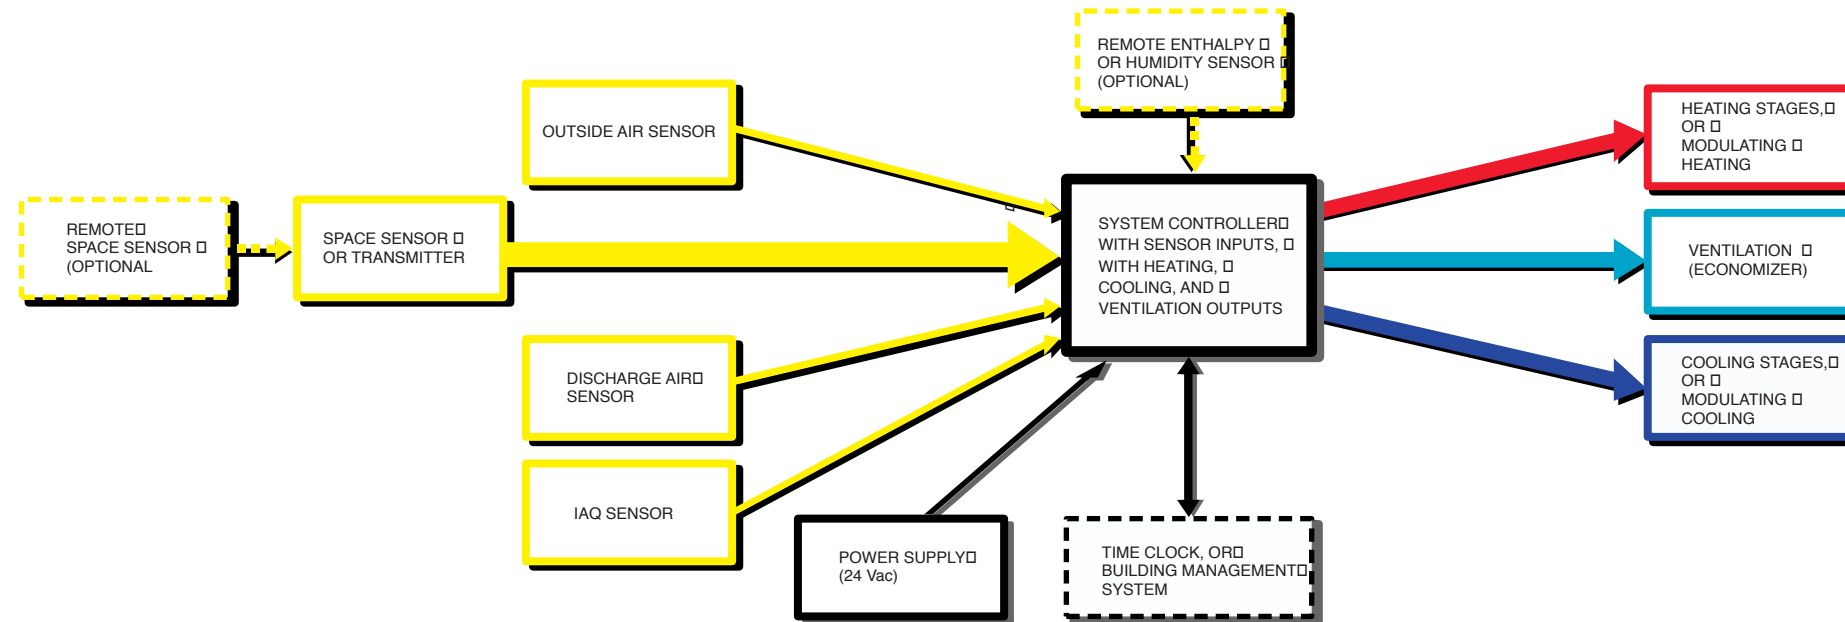 REMOTE ENTHALPY
OR HUMIDITY SENSOR
(OPTIONAL)
OUTSIDE AIR SENSOR
HEATING STAGES,
OR
MODULATING
HEATING
REMOTE
SPACE SENSOR
(OPTIONAL
SPACE SENSOR
OR TRANSMITTER
SYSTEM CONTROLLER
WITH SENSOR INPUTS,
WITH HEATING,
COOLING, AND
VENTILATION OUTPUTS
VENTILATION
(ECONOMIZER)
DISCHARGE AIR
SENSOR
COOLING STAGES,
OR
MODULATING
COOLING
IAQ SENSOR
POWER SUPPLY
(24 Vac)
TIME CLOCK, OR
BUILDING MANAGEMENT
SYSTEM